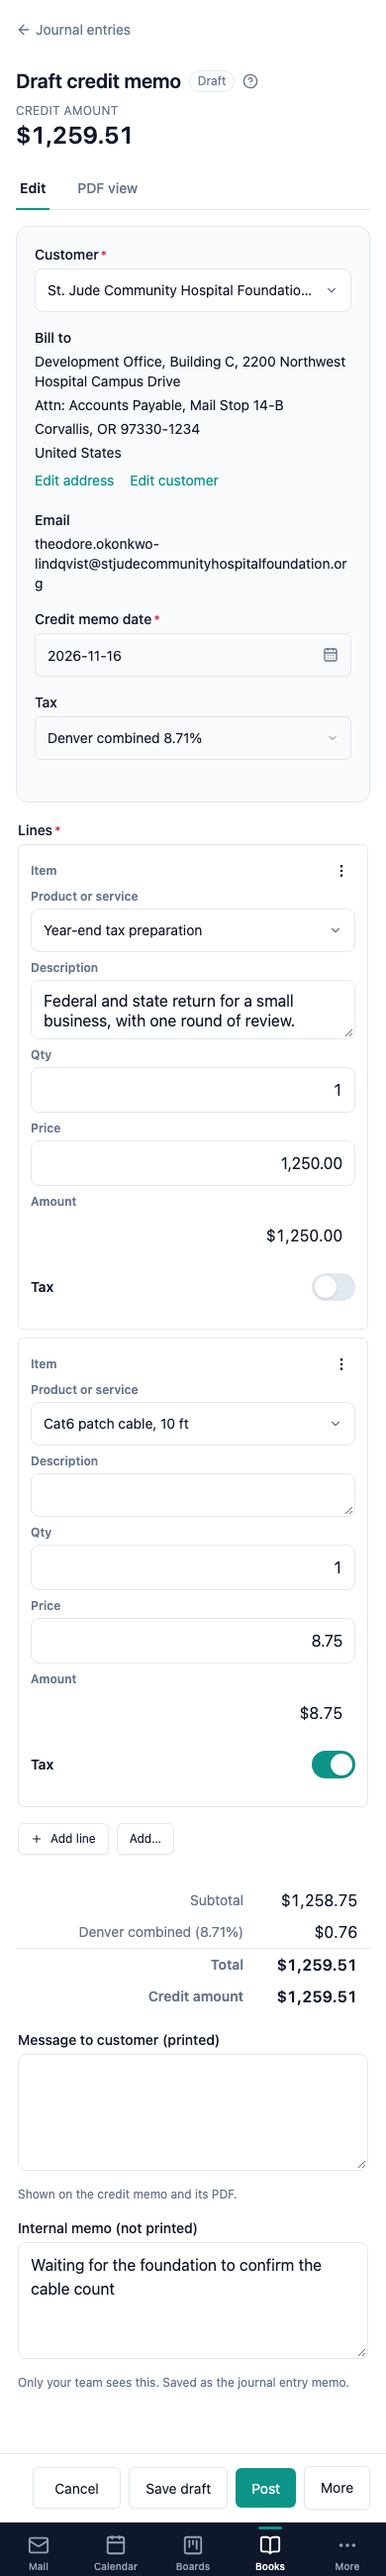 Journal entries
Draft credit memo Draft
CREDIT AMOUNT
$1,259.51
Edit PDF view
Customer*
St. Jude Community Hospital Foundatio...
Bill to
Development Office, Building C, 2200 Northwest
Hospital Campus Drive
Attn: Accounts Payable, Mail Stop 14-B
Corvallis, OR 97330-1234
United States
Edit address Edit customer
Email
theodore.okonkwo-
lindqvist@stjudecommunityhospitalfoundation.or
g
Credit memo date*
2026-11-16
Tax
Denver combined 8.71%
Lines*
Item
Product or service
Year-end tax preparation
Description
Federal and state return for a small
business, with one round of review.
Qty
1
Price
1,250.00
Amount
$1,250.00
Tax
Item
Product or service
Cat6 patch cable, 10 ft
Description
Qty
1
Price
8.75
Amount
$8.75
Tax
+ Add line Add...
Subtotal $1,258.75
Denver combined (8.71%) $0.76
Total $1,259.51
Credit amount $1,259.51
Message to customer (printed)
Shown on the credit memo and its PDF.
Internal memo (not printed)
Waiting for the foundation to confirm the
cable count
Only your team sees this. Saved as the journal entry memo.
Cancel Save draft Post More
Mail Calendar Boards Books More